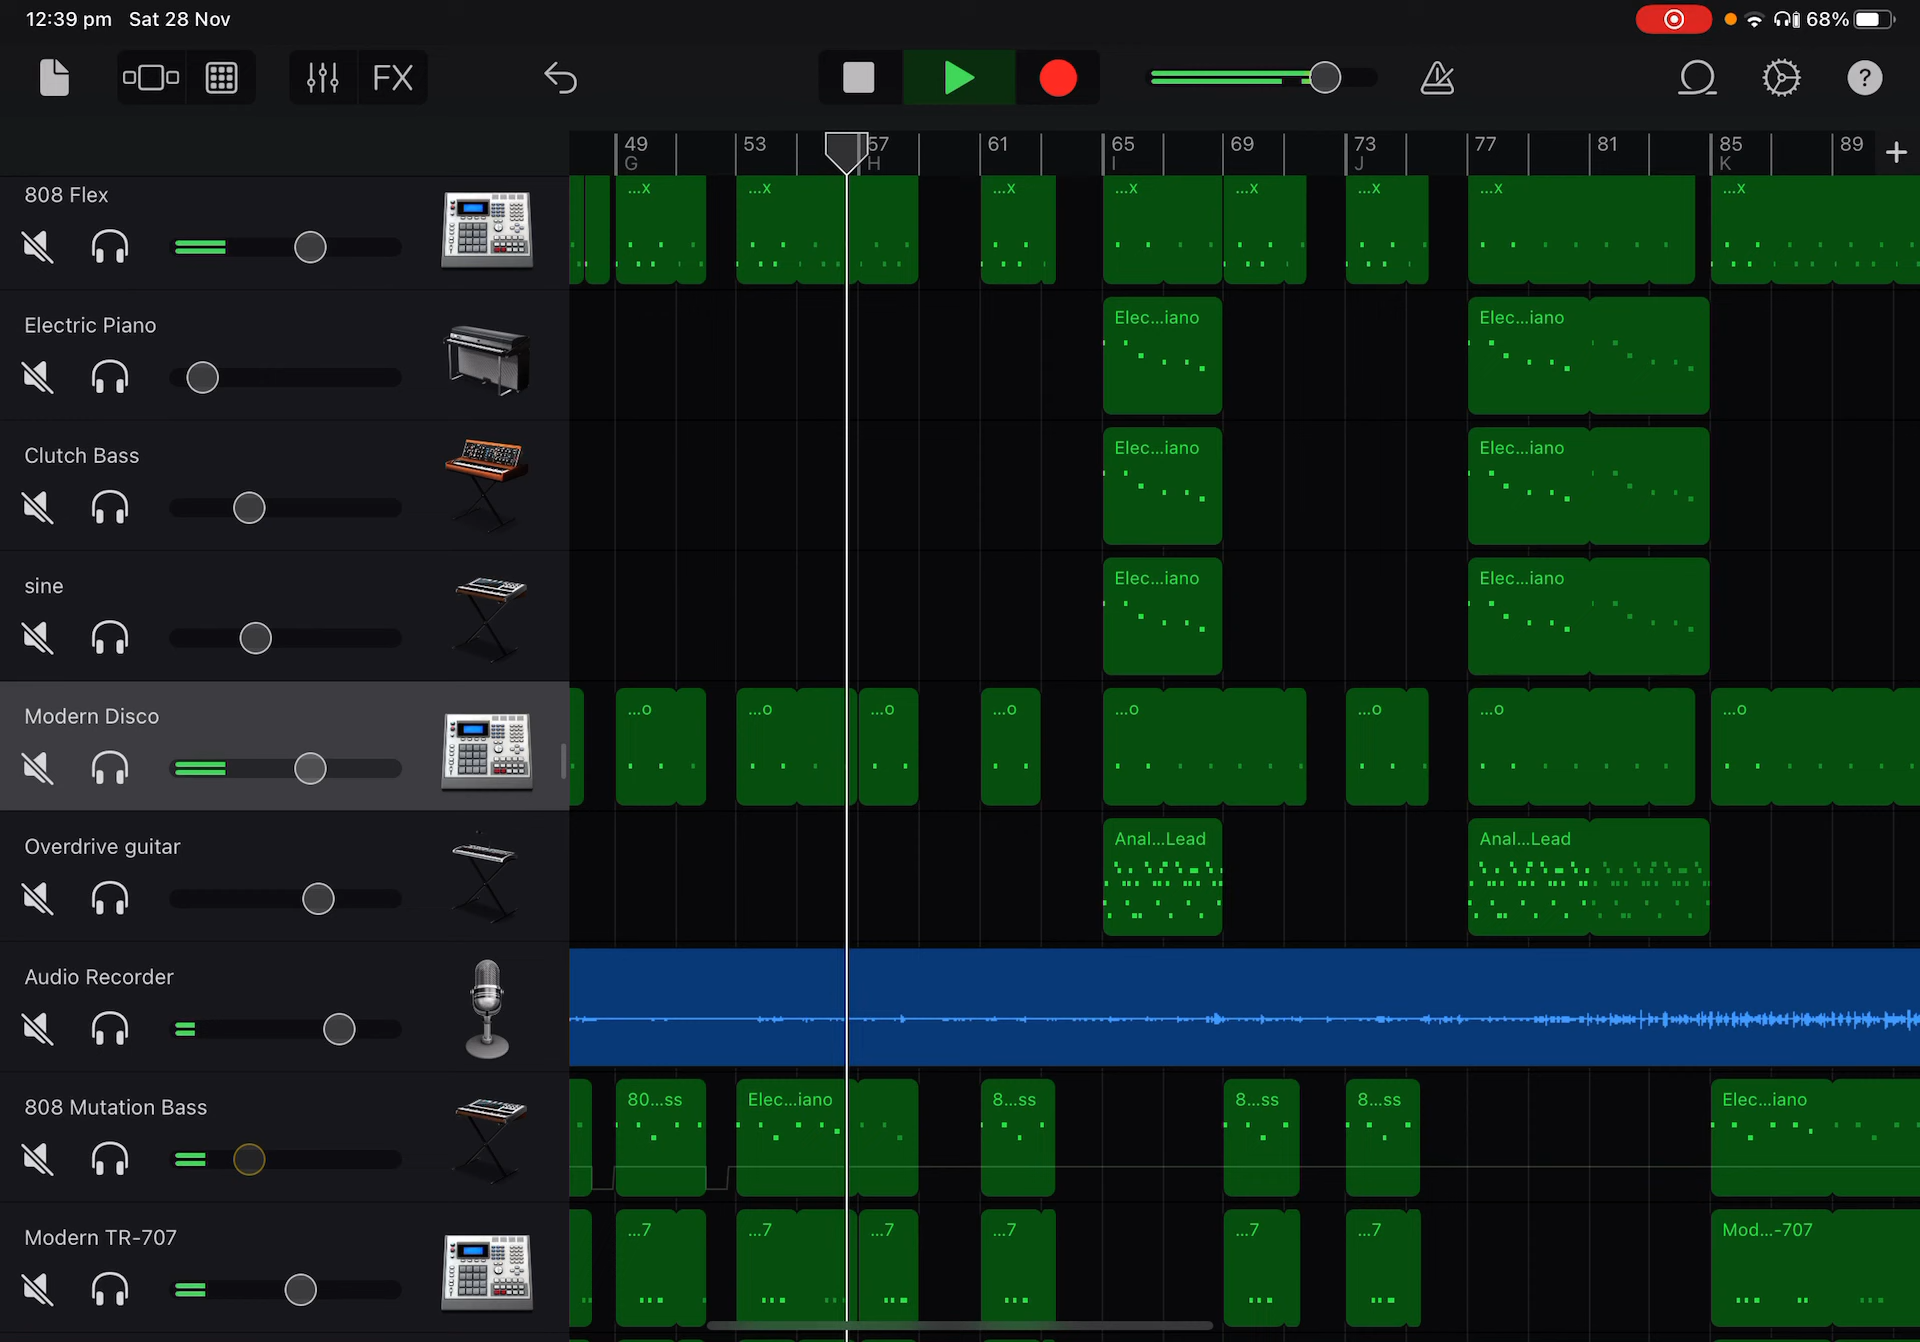 12:39 pm Sat 28 Nov 68%
FX ?
49 53 57 61 65 69 73 77 81 85 89 +
G H I J K
808 Flex
...x ...x ...x ...x ...x ...x ...x ...x
Electric Piano
Elec...iano Elec...iano
Clutch Bass
Elec...iano Elec...iano
sine
Elec...iano Elec...iano
Modern Disco
...o ...o ...o ...o ...o ...o ...o ...o
Overdrive guitar
Anal...Lead Anal...Lead
Audio Recorder
808 Mutation Bass
80...ss Elec...iano 8...ss 8...ss 8...ss Elec...iano
Modern TR-707
...7 ...7 ...7 ...7 ...7 ...7 Mod...-707